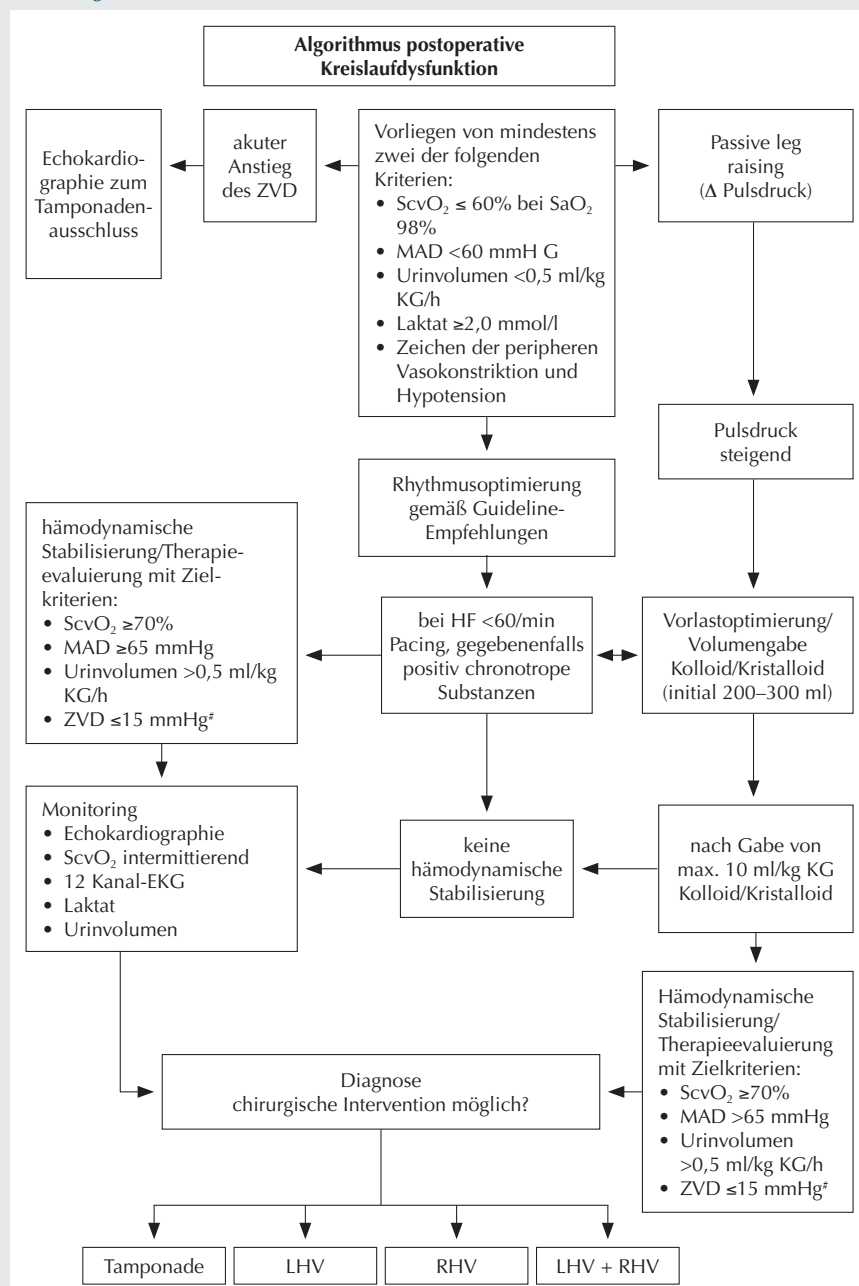 Algorithmus postoperative
Kreislaufdysfunktion
Echokardio-
graphie zum
Tamponaden-
ausschluss
akuter
Anstieg
des ZVD
Vorliegen von mindestens
zwei der folgenden
Kriterien:
• ScvO₂ ≤ 60% bei SaO₂
98%
• MAD <60 mmH G
• Urinvolumen <0,5 ml/kg
KG/h
• Laktat ≥2,0 mmol/l
• Zeichen der peripheren
Vasokonstriktion und
Hypotension
Passive leg
raising
(Δ Pulsdruck)
Pulsdruck
steigend
Rhythmusoptimierung
gemäß Guideline-
Empfehlungen
hämodynamische
Stabilisierung/Therapie-
evaluierung mit Ziel-
kriterien:
• ScvO₂ ≥70%
• MAD ≥65 mmHg
• Urinvolumen >0,5 ml/kg
KG/h
• ZVD ≤15 mmHg#
bei HF <60/min
Pacing, gegebenenfalls
positiv chronotrope
Substanzen
Vorlastoptimierung/
Volumengabe
Kolloid/Kristalloid
(initial 200–300 ml)
Monitoring
• Echokardiographie
• ScvO₂ intermittierend
• 12 Kanal-EKG
• Laktat
• Urinvolumen
keine
hämodynamische
Stabilisierung
nach Gabe von
max. 10 ml/kg KG
Kolloid/Kristalloid
Hämodynamische
Stabilisierung/
Therapieevaluierung
mit Zielkriterien:
• ScvO₂ ≥70%
• MAD >65 mmHg
• Urinvolumen
>0,5 ml/kg KG/h
• ZVD ≤15 mmHg#
Diagnose
chirurgische Intervention möglich?
Tamponade
LHV
RHV
LHV + RHV